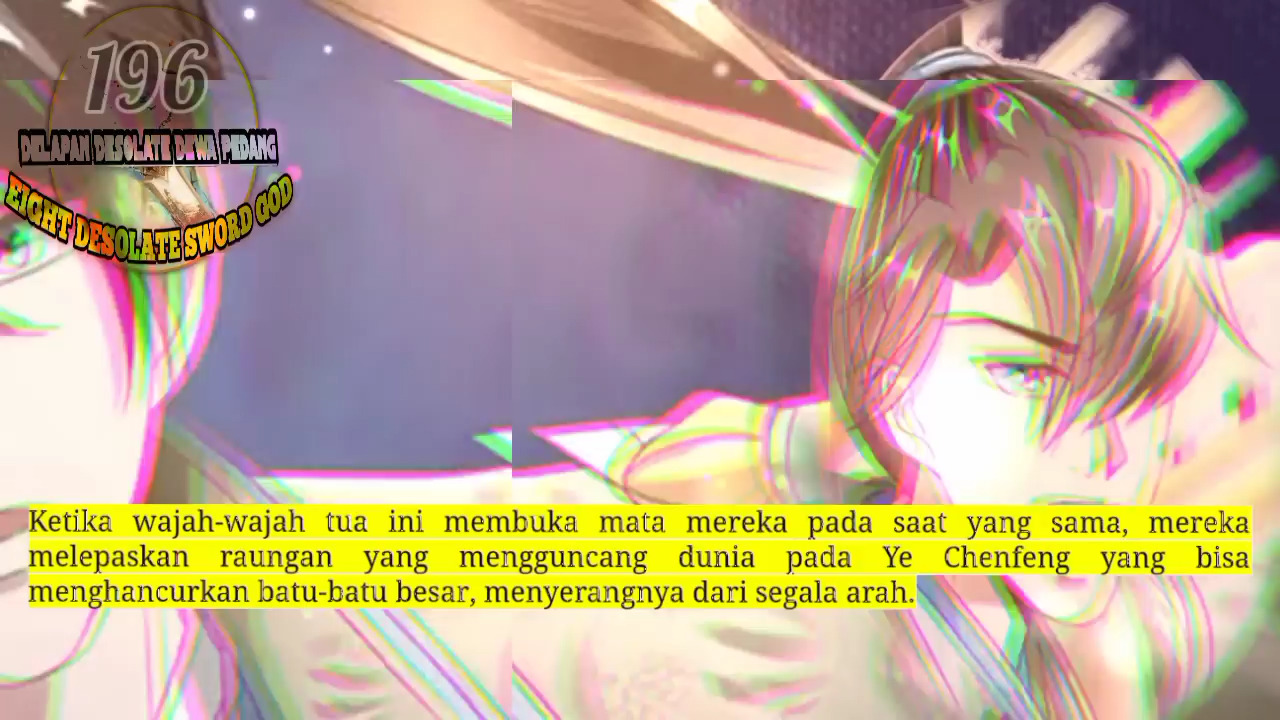 196
DELAPAN DESOLATE DEWA PEDANG
EIGHT DESOLATE SWORD GOD
Ketika wajah-wajah tua ini membuka mata mereka pada saat yang sama, mereka
melepaskan raungan yang mengguncang dunia pada Ye Chenfeng yang bisa
menghancurkan batu-batu besar, menyerangnya dari segala arah.